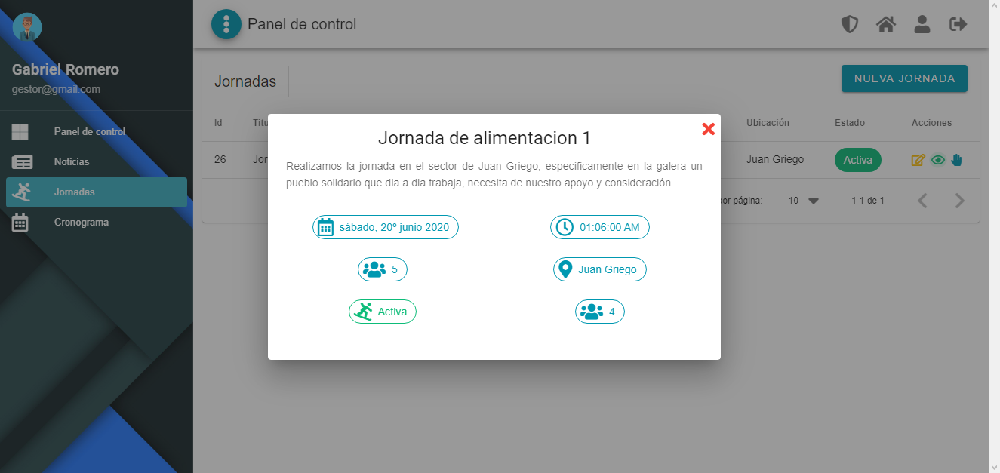 Gabriel Romero
gestor@gmail.com
Panel de control
Noticias
Jornadas
Cronograma
Panel de control
Jornadas
NUEVA JORNADA
Id
Ubicación
Estado
Acciones
26
Juan Griego
Activa
por página:
10
1-1 de 1
Jornada de alimentacion 1
Realizamos la jornada en el sector de Juan Griego, especificamente en la galera un
pueblo solidario que dia a dia trabaja, necesita de nuestro apoyo y consideración
sábado, 20º junio 2020
01:06:00 AM
5
Juan Griego
Activa
4